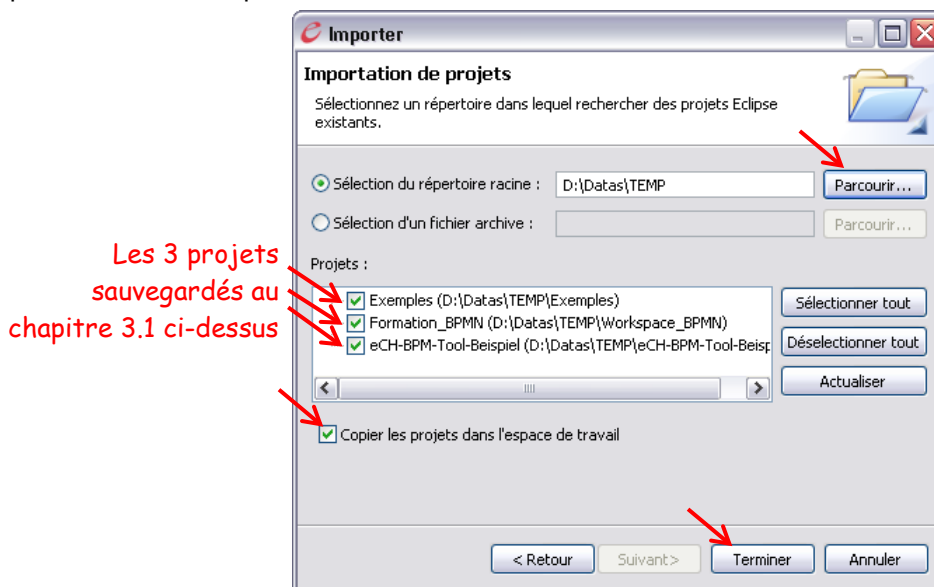 Importer
Importation de projets
Sélectionnez un répertoire dans lequel rechercher des projets Eclipse
existants.
Sélection du répertoire racine :
D:\Datas\TEMP
Parcourir...
Sélection d'un fichier archive :
Parcourir...
Projets :
Les 3 projets
sauvegardés au
chapitre 3.1 ci-dessus
Exemples (D:\Datas\TEMP\Exemples)
Formation_BPMN (D:\Datas\TEMP\Workspace_BPMN)
eCH-BPM-Tool-Beispiel (D:\Datas\TEMP\eCH-BPM-Tool-Beisp
Sélectionner tout
Déselectionner tout
Actualiser
Copier les projets dans l'espace de travail
< Retour
Suivant>
Terminer
Annuler